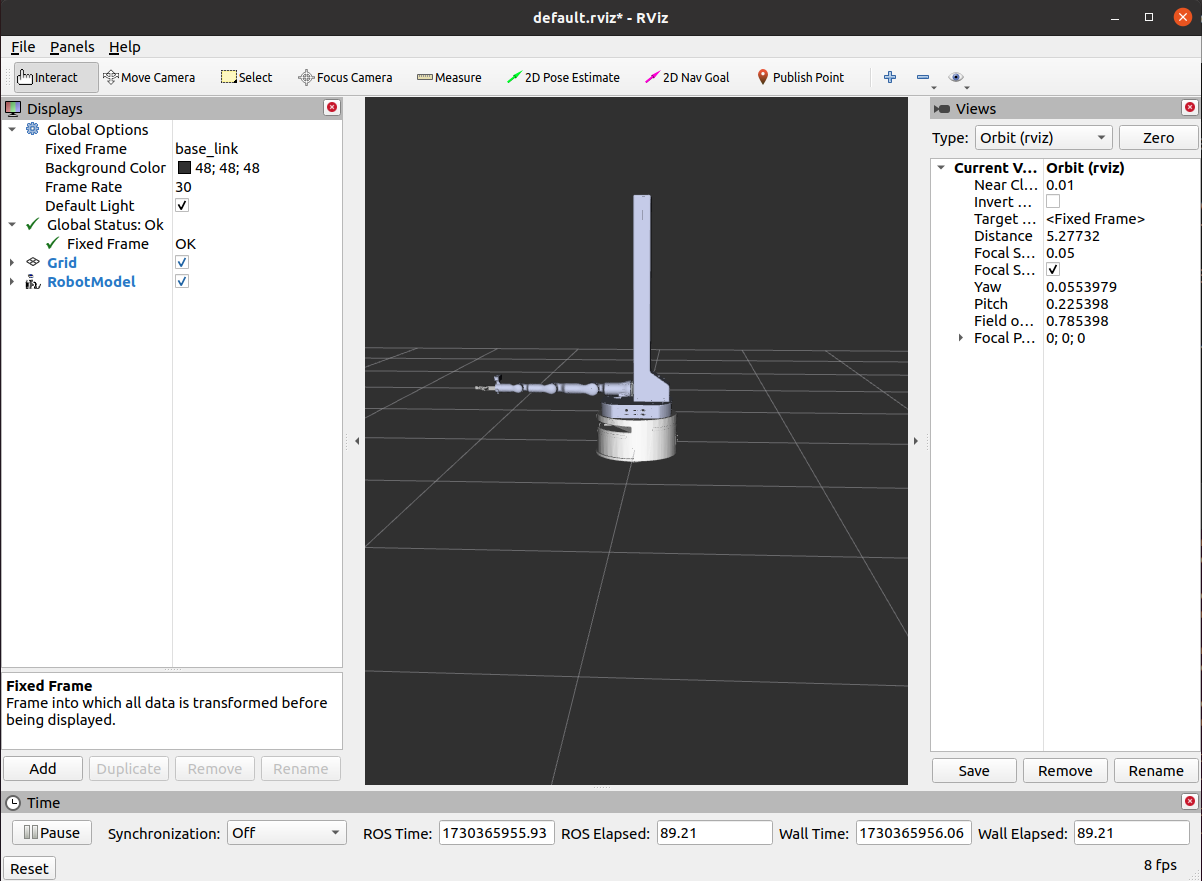 default.rviz* - RViz
File Panels Help
Interact Move Camera Select Focus Camera Measure 2D Pose Estimate 2D Nav Goal Publish Point
Displays
Global Options
Fixed Frame base_link
Background Color 48; 48; 48
Frame Rate 30
Default Light
Global Status: Ok
Fixed Frame OK
Grid
RobotModel
Fixed Frame
Frame into which all data is transformed before
being displayed.
Add Duplicate Remove Rename
Views
Type: Orbit (rviz) Zero
Current V... Orbit (rviz)
Near Cl... 0.01
Invert ...
Target ... <Fixed Frame>
Distance 5.27732
Focal S... 0.05
Focal S...
Yaw 0.0553979
Pitch 0.225398
Field o... 0.785398
Focal P... 0; 0; 0
Save Remove Rename
Time
Pause Synchronization: Off ROS Time: 1730365955.93 ROS Elapsed: 89.21 Wall Time: 1730365956.06 Wall Elapsed: 89.21
Reset 8 fps